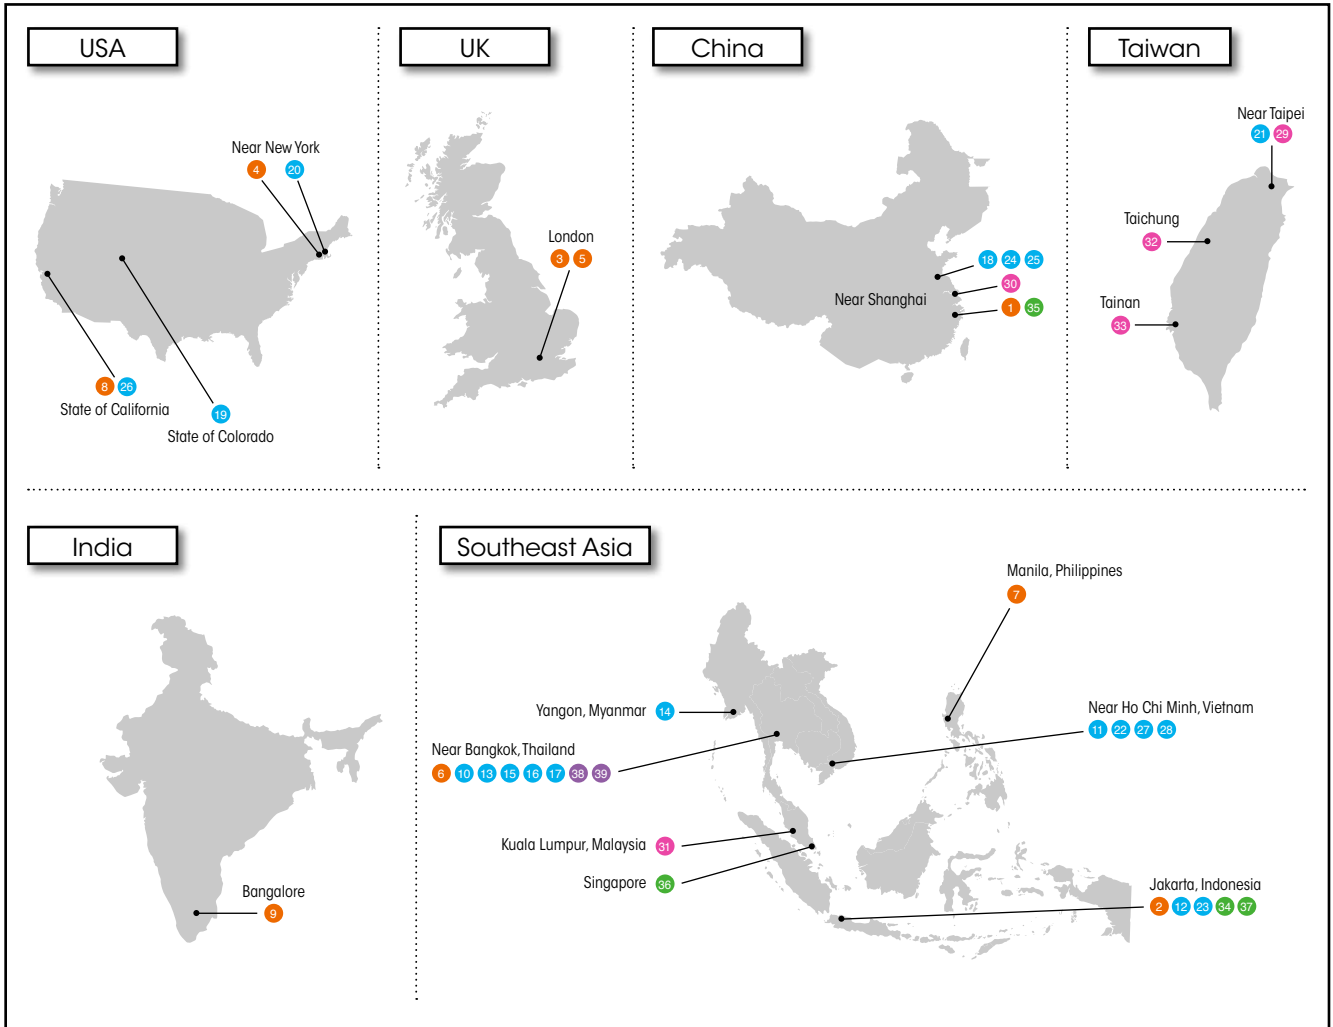 USA
Near New York
4 20
8 26
State of California
19
State of Colorado
UK
London
3 5
China
18 24 25
30
Near Shanghai
1 35
Taiwan
Near Taipei
21 29
Taichung
32
Tainan
33
India
Bangalore
9
Southeast Asia
Manila, Philippines
7
Yangon, Myanmar 14
Near Ho Chi Minh, Vietnam
11 22 27 28
Near Bangkok, Thailand
6 10 13 15 16 17 38 39
Kuala Lumpur, Malaysia 31
Singapore 36
Jakarta, Indonesia
2 12 23 34 37